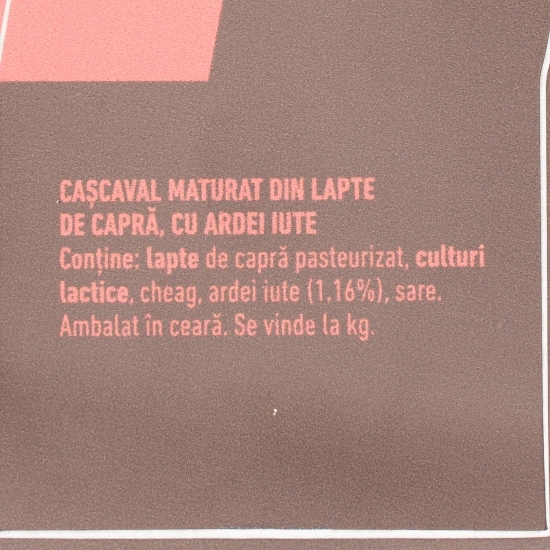 CAȘCAVAL MATURAT DIN LAPTE
DE CAPRĂ, CU ARDEI IUTE
Conține: lapte de capră pasteurizat, culturi
lactice, cheag, ardei iute (1.16%), sare.
Ambalat în ceară. Se vinde la kg.